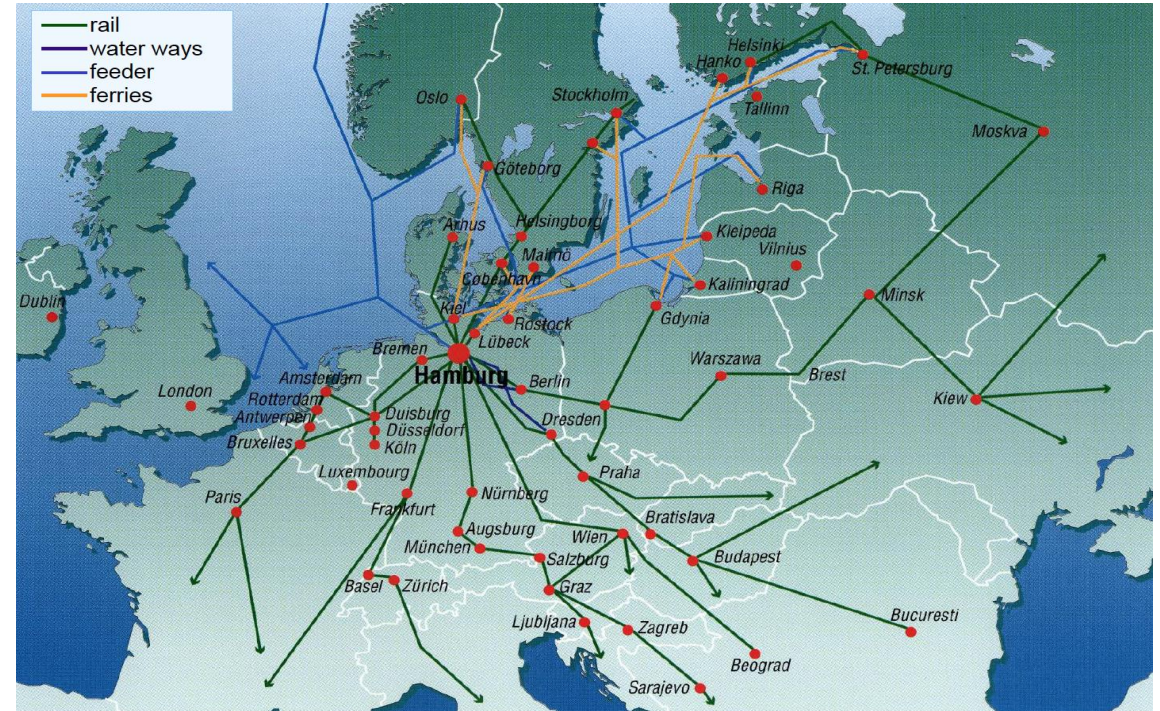 rail
water ways
feeder
ferries
Oslo
Stockholm
Helsinki
Hanko
St. Petersburg
Tallinn
Moskva
Göteborg
Riga
Arhus
Helsingborg
Malmö
København
Kleipeda
Vilnius
Kaliningrad
Minsk
Dublin
Kiel
Rostock
Lübeck
Gdynia
Bremen
Hamburg
Warszawa
Brest
Berlin
London
Amsterdam
Rotterdam
Antwerpen
Bruxelles
Duisburg
Düsseldorf
Köln
Dresden
Kiew
Luxembourg
Praha
Paris
Frankfurt
Nürnberg
Augsburg
München
Wien
Bratislava
Salzburg
Budapest
Basel
Zürich
Graz
Ljubljana
Zagreb
Bucuresti
Beograd
Sarajevo